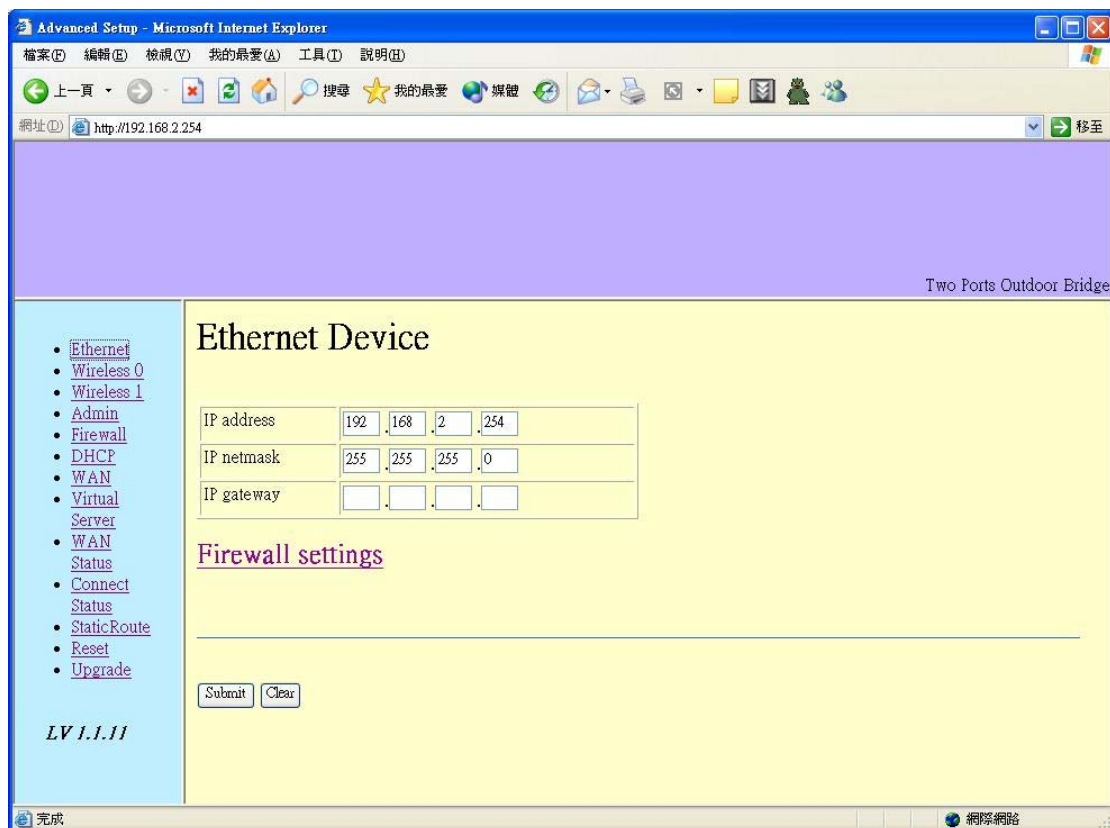 Advanced Setup - Microsoft Internet Explorer
檔案(F) 編輯(E) 檢視(V) 我的最愛(A) 工具(T) 說明(H)
上一頁 搜尋 我的最愛 媒體
網址(D) http://192.168.2.254 移至
Two Ports Outdoor Bridge
Ethernet
Wireless 0
Wireless 1
Admin
Firewall
DHCP
WAN
Virtual
Server
WAN
Status
Connect
Status
StaticRoute
Reset
Upgrade
LV 1.1.11
Ethernet Device
IP address 192 . 168 . 2 . 254
IP netmask 255 . 255 . 255 . 0
IP gateway . . .
Firewall settings
Submit Clear
完成 網際網路